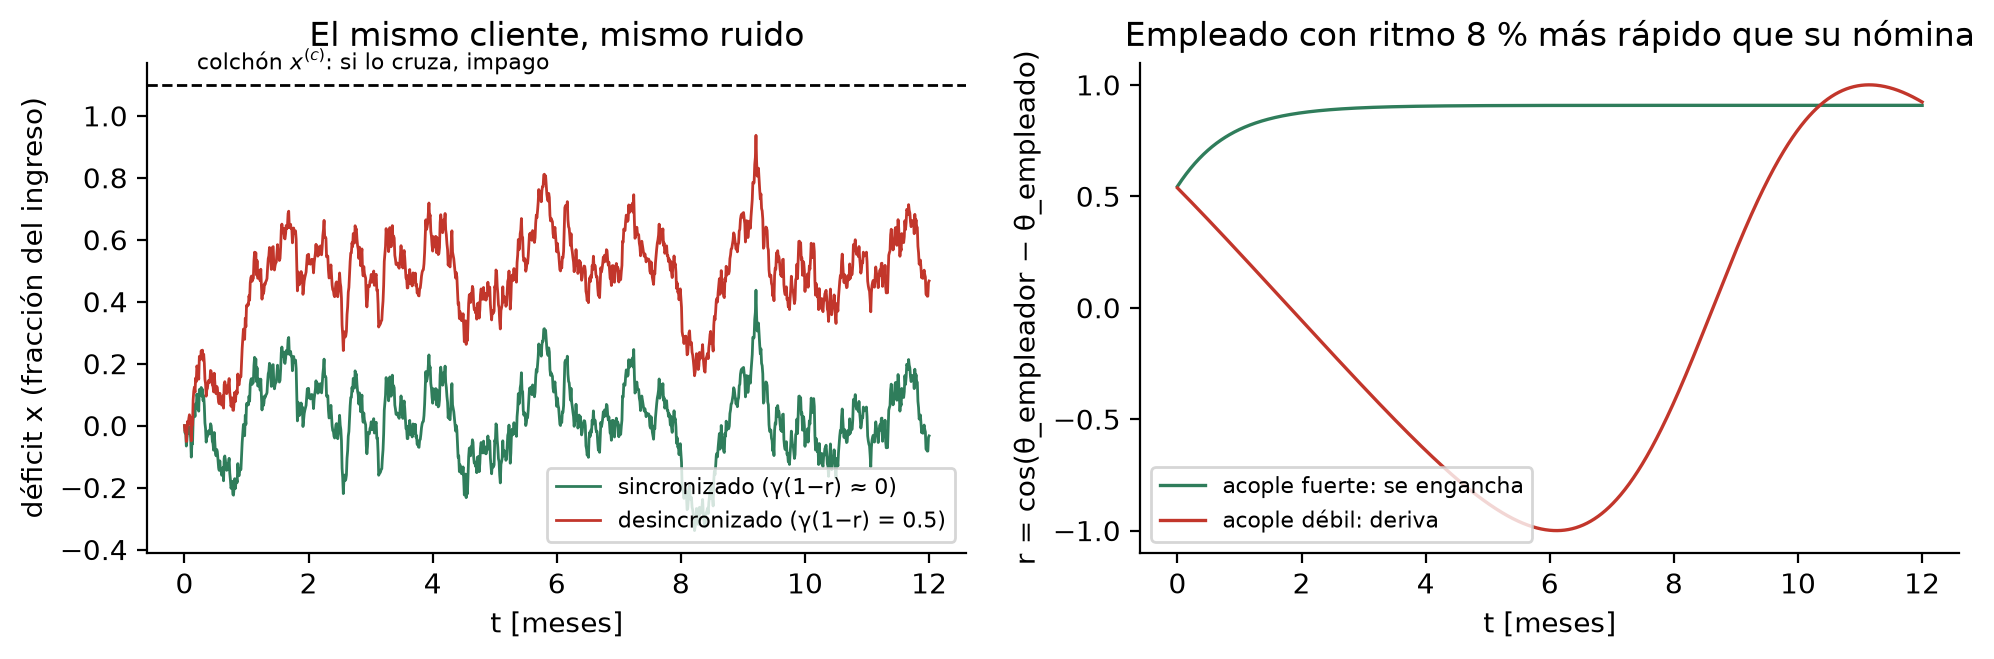 El mismo cliente, mismo ruido
colchón x^(c): si lo cruza, impago
déficit x (fracción del ingreso)
1.0
0.8
0.6
0.4
0.2
0.0
−0.2
−0.4
sincronizado (γ(1−r) ≈ 0)
desincronizado (γ(1−r) = 0.5)
0 2 4 6 8 10 12
t [meses]
Empleado con ritmo 8 % más rápido que su nómina
r = cos(θ_empleador − θ_empleado)
1.0
0.5
0.0
−0.5
−1.0
acople fuerte: se engancha
acople débil: deriva
0 2 4 6 8 10 12
t [meses]